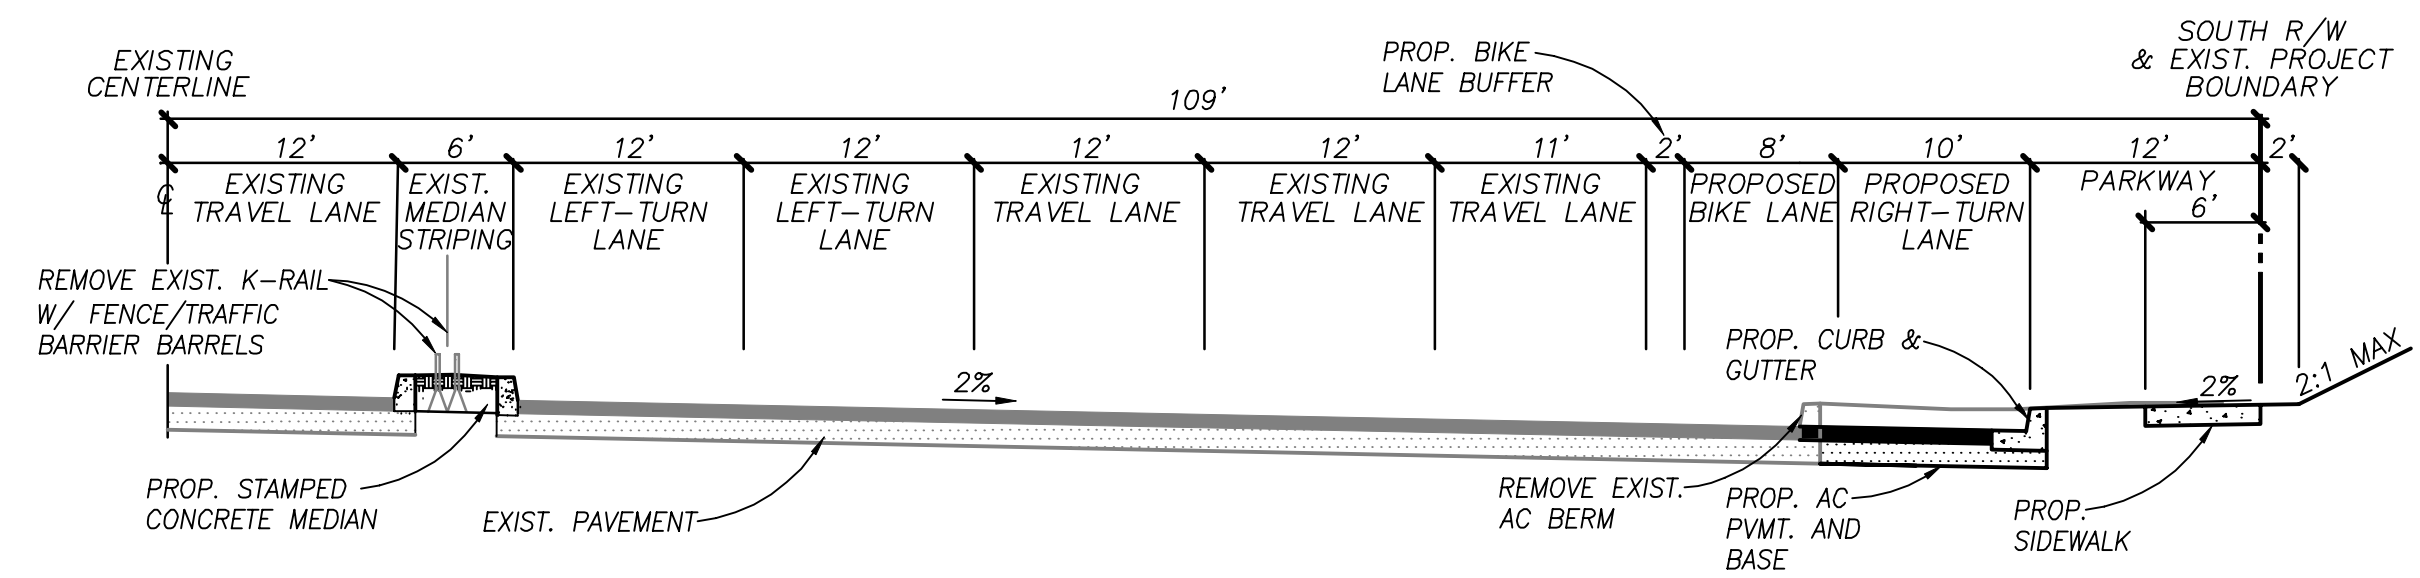 EXISTING
CENTERLINE
PROP. BIKE
LANE BUFFER
SOUTH R/W
& EXIST. PROJECT
BOUNDARY
109'
12'
6'
12'
12'
12'
12'
11'
2'
8'
10'
12'
2'
℄
EXISTING
TRAVEL LANE
EXIST.
MEDIAN
STRIPING
EXISTING
LEFT-TURN
LANE
EXISTING
LEFT-TURN
LANE
EXISTING
TRAVEL LANE
EXISTING
TRAVEL LANE
EXISTING
TRAVEL LANE
PROPOSED
BIKE LANE
PROPOSED
RIGHT-TURN
LANE
PARKWAY
6'
REMOVE EXIST. K-RAIL
W/ FENCE/TRAFFIC
BARRIER BARRELS
PROP. CURB &
GUTTER
2%
2%
2:1 MAX
PROP. STAMPED
CONCRETE MEDIAN
EXIST. PAVEMENT
REMOVE EXIST.
AC BERM
PROP. AC
PVMT. AND
BASE
PROP.
SIDEWALK